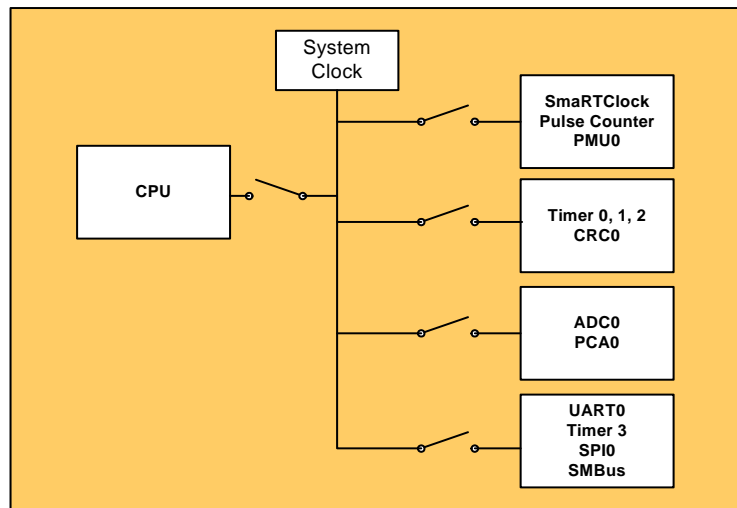 System
Clock
SmaRTClock
Pulse Counter
PMU0
CPU
Timer 0, 1, 2
CRC0
ADC0
PCA0
UART0
Timer 3
SPI0
SMBus